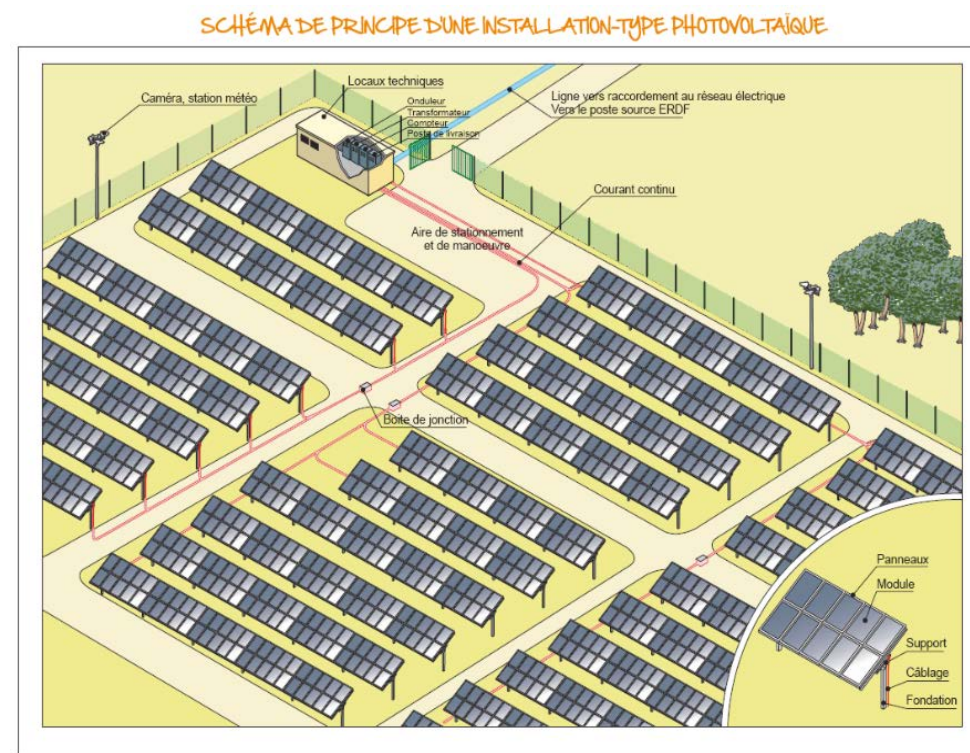 SCHÉMA DE PRINCIPE D'UNE INSTALLATION-TYPE PHOTOVOLTAÏQUE
Caméra, station météo
Locaux techniques
Onduleur
Transformateur
Compteur
Poste de livraison
Ligne vers raccordement au réseau électrique
Vers le poste source ERDF
Courant continu
Aire de stationnement
et de manoeuvre
Boite de jonction
Panneaux
Module
Support
Câblage
Fondation